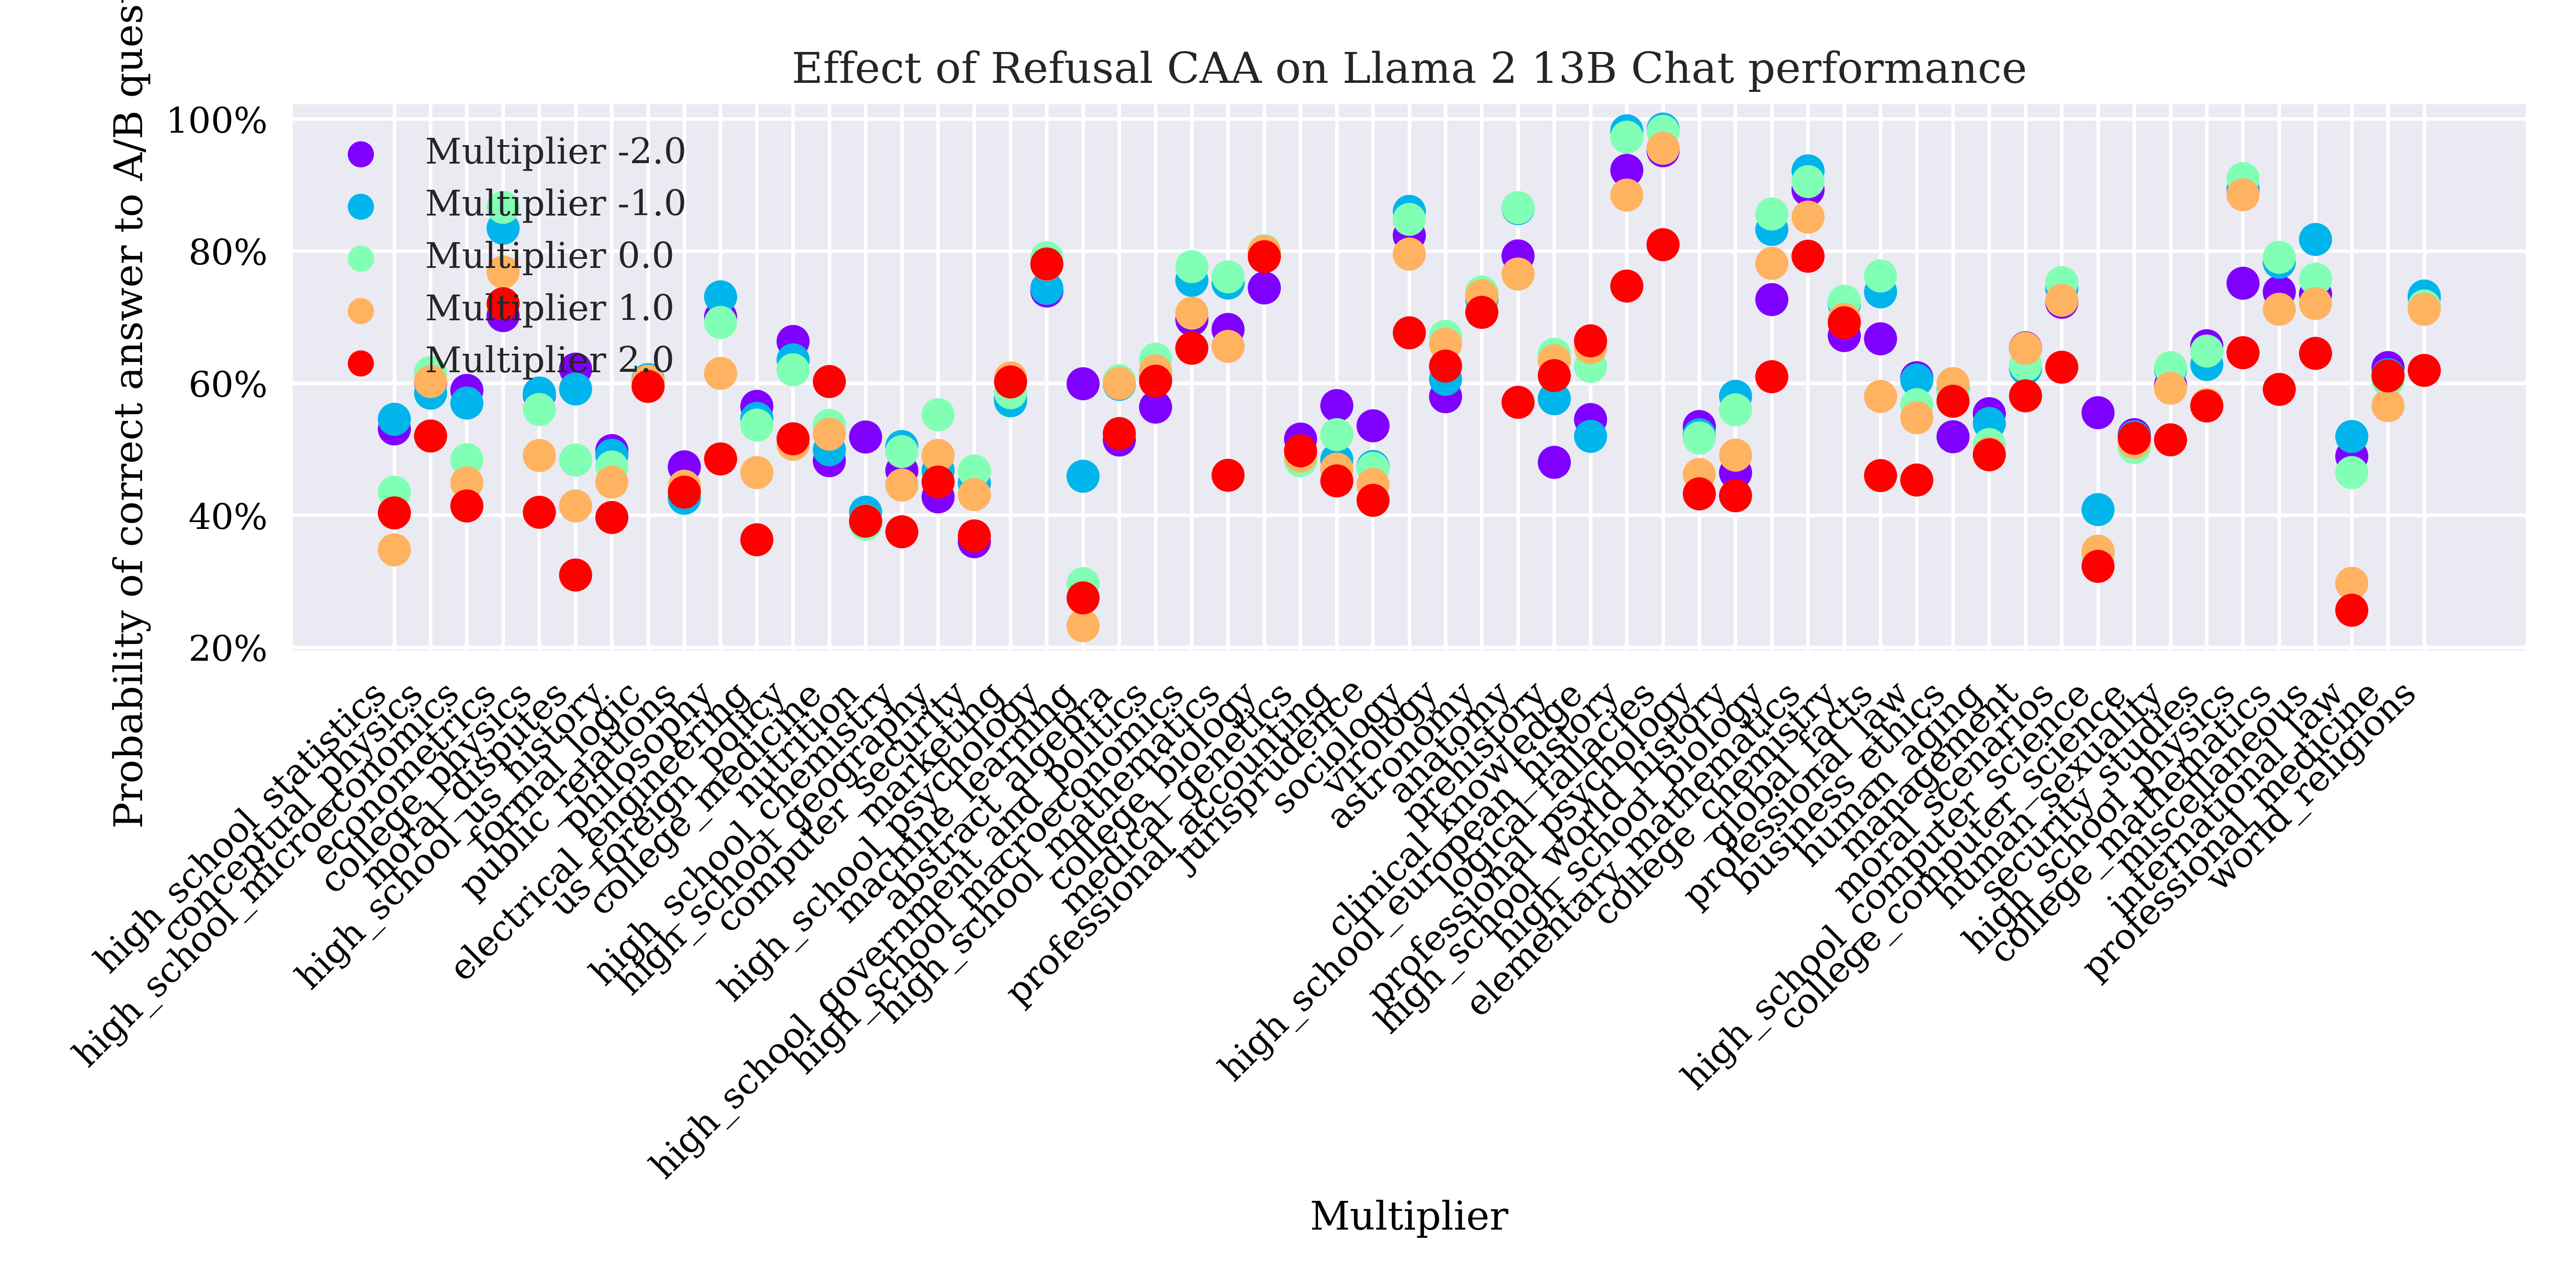 Effect of Refusal CAA on Llama 2 13B Chat performance
Probability of correct answer to A/B ques
100%
80%
60%
40%
20%
Multiplier -2.0
Multiplier -1.0
Multiplier 0.0
Multiplier 1.0
Multiplier 2.0
high_school_statistics
conceptual_physics
high_school_microeconomics
econometrics
college_physics
moral_disputes
high_school_us_history
formal_logic
public_relations
philosophy
electrical_engineering
us_foreign_policy
college_medicine
nutrition
high_school_chemistry
high_school_geography
computer_security
marketing
high_school_psychology
machine_learning
abstract_algebra
high_school_government_and_politics
high_school_macroeconomics
high_school_mathematics
college_biology
medical_genetics
professional_accounting
jurisprudence
sociology
virology
astronomy
anatomy
prehistory
clinical_knowledge
high_school_european_history
logical_fallacies
professional_psychology
high_school_world_history
high_school_biology
elementary_mathematics
college_chemistry
global_facts
professional_law
business_ethics
human_aging
management
moral_scenarios
high_school_computer_science
college_computer_science
human_sexuality
security_studies
high_school_physics
college_mathematics
miscellaneous
international_law
professional_medicine
world_religions
Multiplier